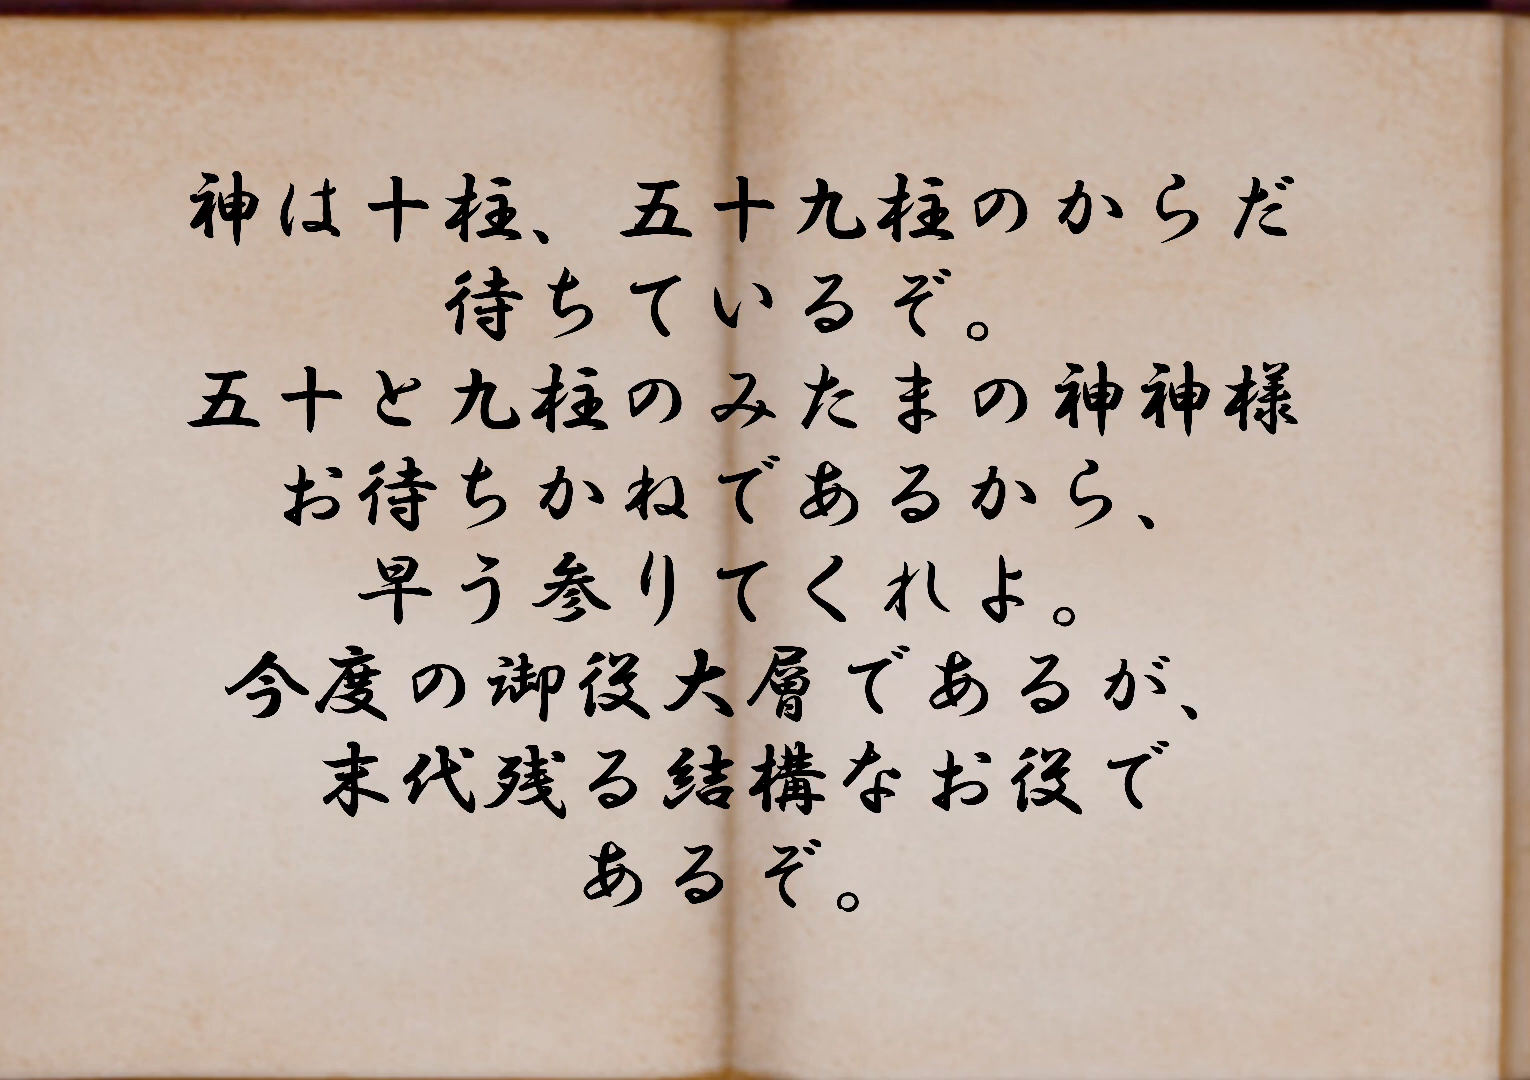 神は十柱、五十九柱のからだ
待ちているぞ。
五十と九柱のみたまの神神様
お待ちかねであるから、
早う参りてくれよ。
今度の御役大層であるが、
末代残る結構なお役で
あるぞ。